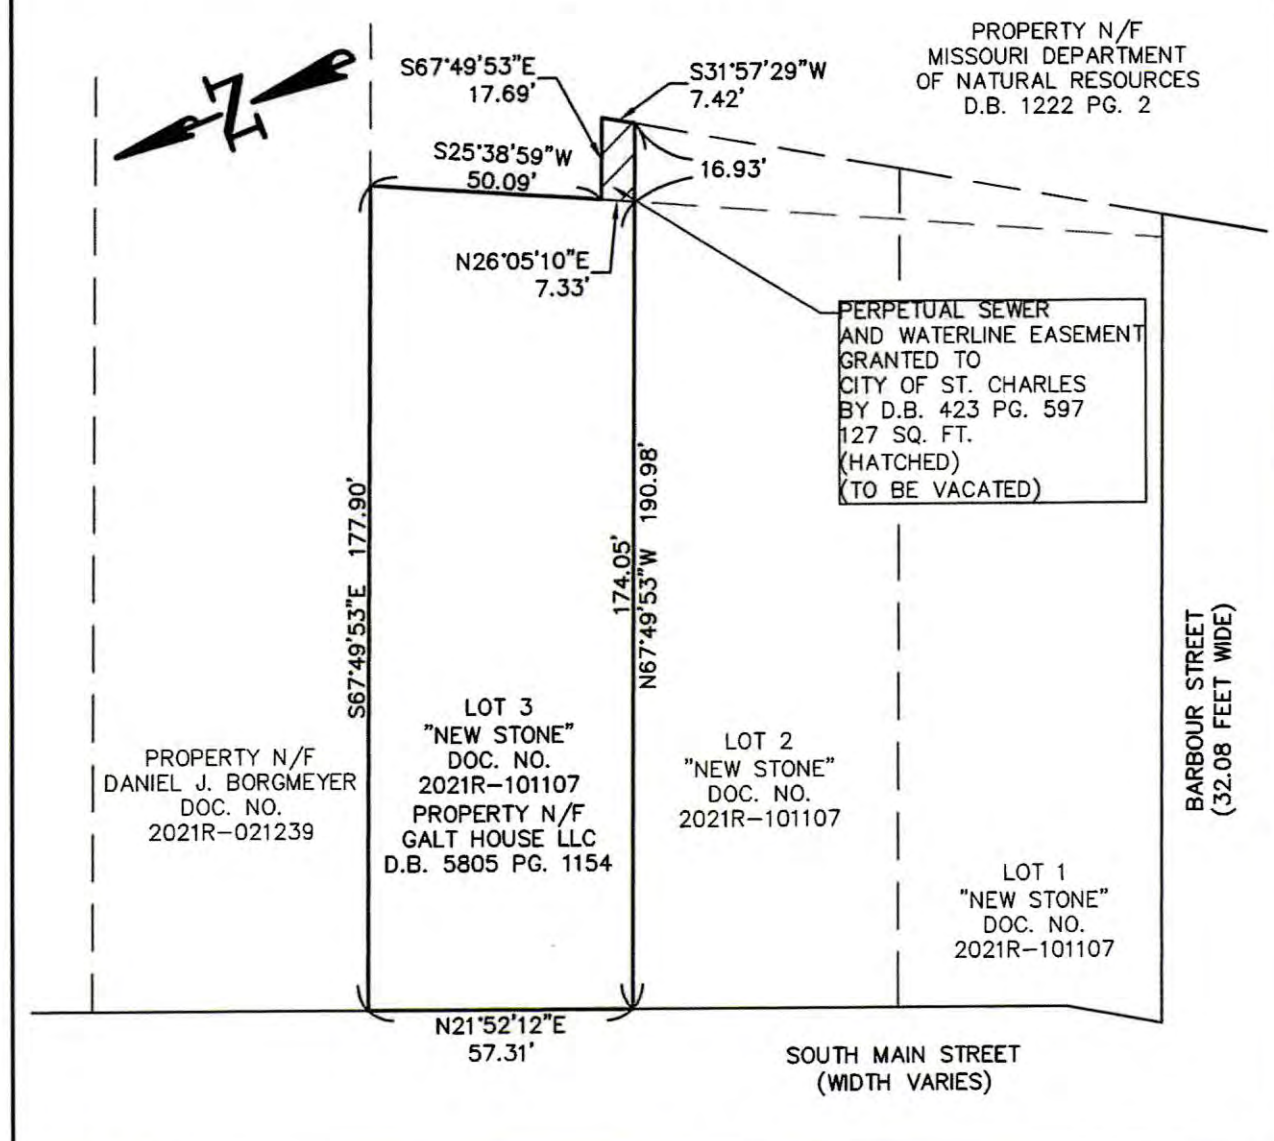 PROPERTY N/F
MISSOURI DEPARTMENT
OF NATURAL RESOURCES
D.B. 1222 PG. 2
N
S67°49'53"E
17.69'
S31°57'29"W
7.42'
S25°38'59"W
50.09'
16.93'
N26°05'10"E
7.33'
PERPETUAL SEWER
AND WATERLINE EASEMENT
GRANTED TO
CITY OF ST. CHARLES
BY D.B. 423 PG. 597
127 SQ. FT.
(HATCHED)
(TO BE VACATED)
S67°49'53"E 177.90'
174.05'
N67°49'53"W 190.98'
BARBOUR STREET
(32.08 FEET WIDE)
PROPERTY N/F
DANIEL J. BORGMEYER
DOC. NO.
2021R-021239
LOT 3
"NEW STONE"
DOC. NO.
2021R-101107
PROPERTY N/F
GALT HOUSE LLC
D.B. 5805 PG. 1154
LOT 2
"NEW STONE"
DOC. NO.
2021R-101107
LOT 1
"NEW STONE"
DOC. NO.
2021R-101107
N21°52'12"E
57.31'
SOUTH MAIN STREET
(WIDTH VARIES)